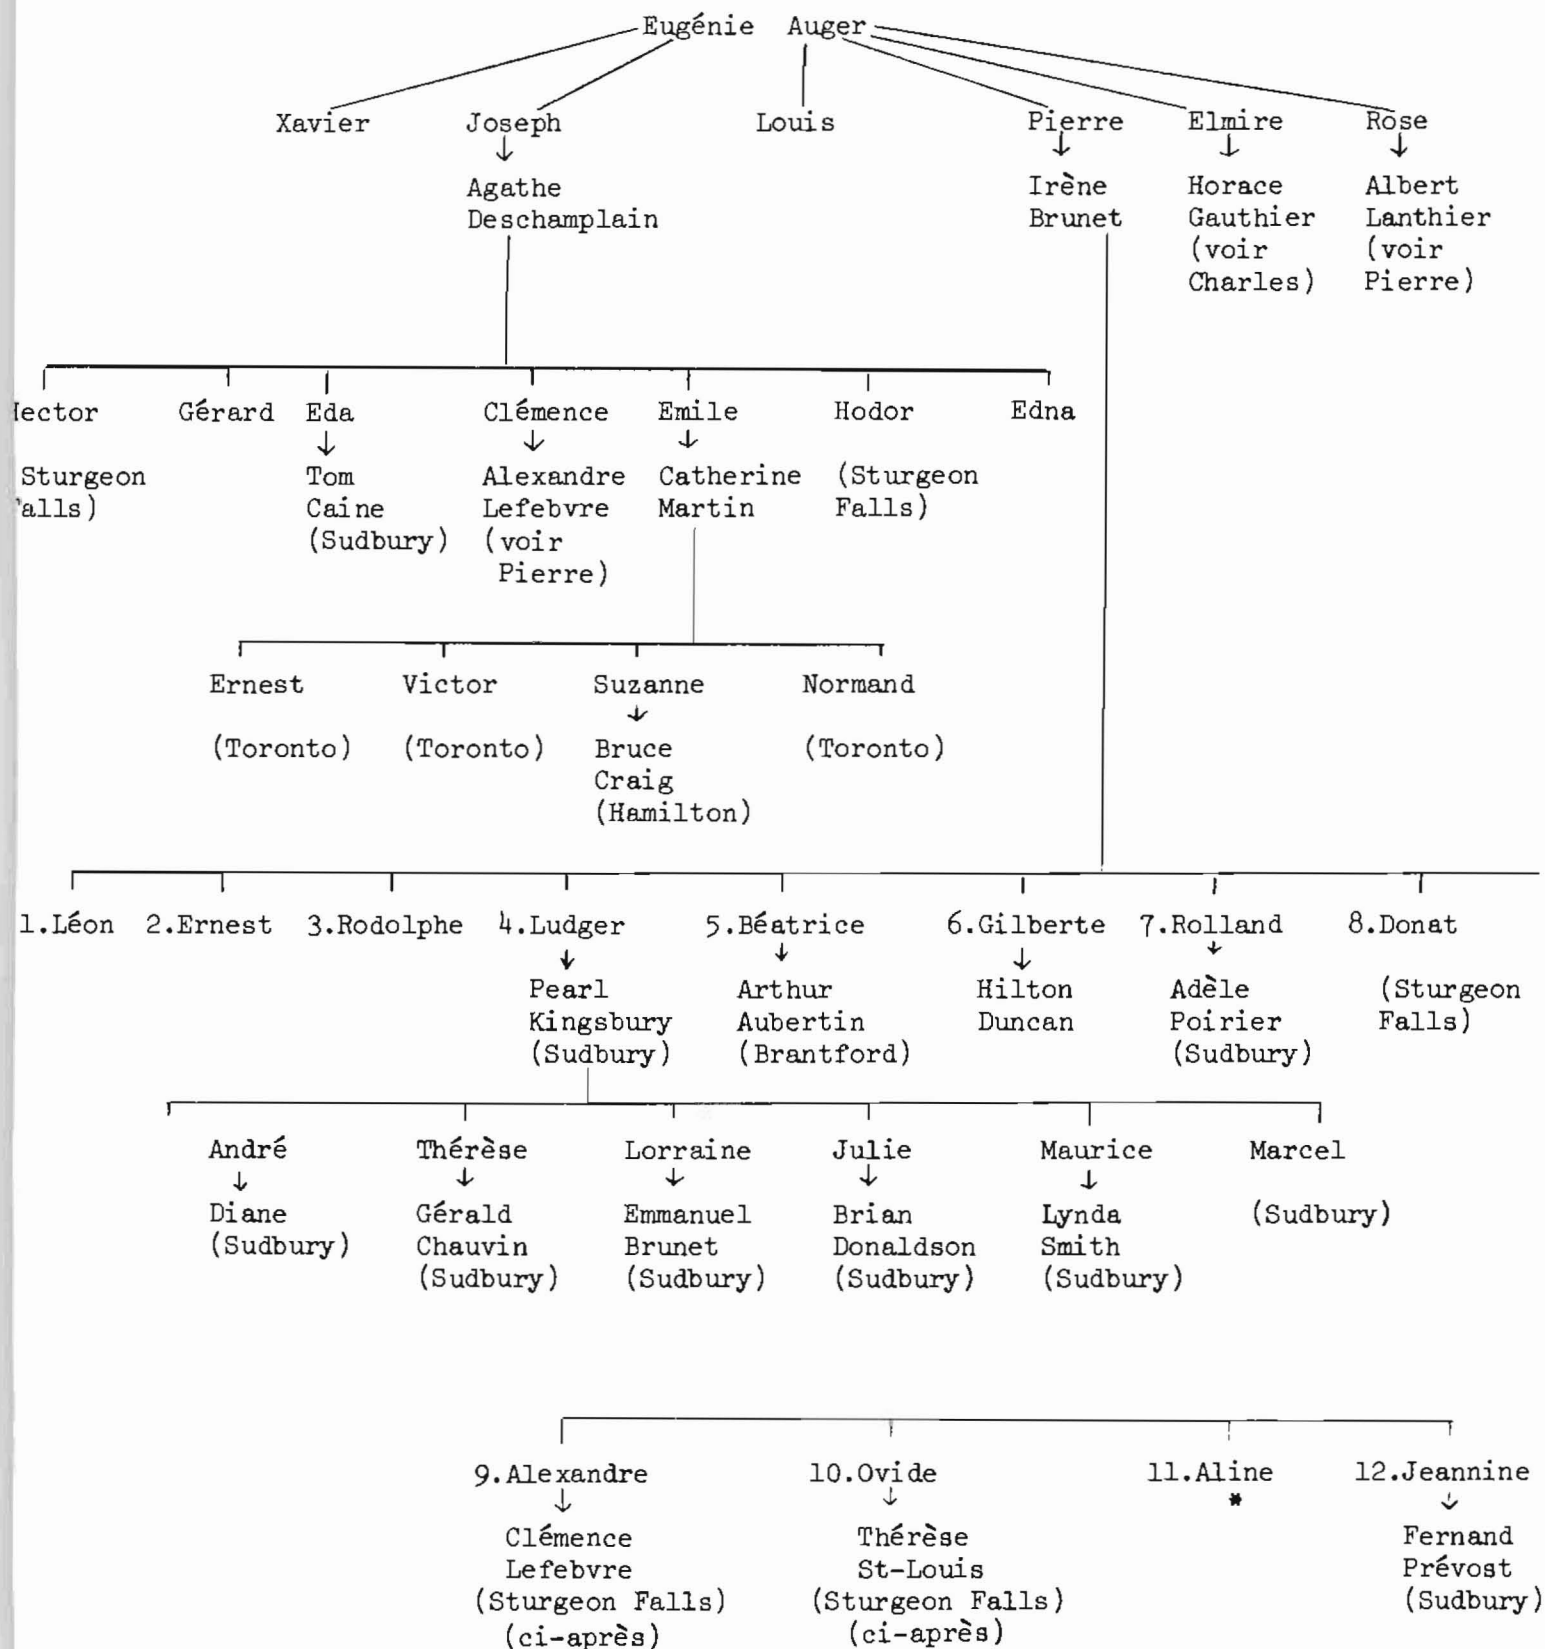 Eugénie Auger
Xavier Joseph Louis Pierre Elmire Rose
↓ ↓ ↓ ↓
Agathe Irène Horace Albert
Deschamplain Brunet Gauthier Lanthier
(voir (voir
Charles) Pierre)
Gérard Eda Clémence Emile Hodor Edna
↓ ↓ ↓
Sturgeon Tom Alexandre Catherine (Sturgeon
Caine Lefebvre Martin Falls)
(Sudbury) (voir
Pierre)
Ernest Victor Suzanne Normand
↓
(Toronto) (Toronto) Bruce (Toronto)
Craig
(Hamilton)
1.Léon 2.Ernest 3.Rodolphe 4.Ludger 5.Béatrice 6.Gilberte 7.Rolland 8.Donat
↓ ↓ ↓ ↓
Pearl Arthur Hilton Adèle (Sturgeon
Kingsbury Aubertin Duncan Poirier Falls)
(Sudbury) (Brantford) (Sudbury)
André Thérèse Lorraine Julie Maurice Marcel
↓ ↓ ↓ ↓ ↓
Diane Gérald Emmanuel Brian Lynda (Sudbury)
(Sudbury) Chauvin Brunet Donaldson Smith
(Sudbury) (Sudbury) (Sudbury) (Sudbury)
9.Alexandre 10.Ovide 11.Aline 12.Jeannine
↓ ↓ * ↓
Clémence Thérèse Fernand
Lefebvre St-Louis Prévost
(Sturgeon Falls) (Sturgeon Falls) (Sudbury)
(ci-après) (ci-après)